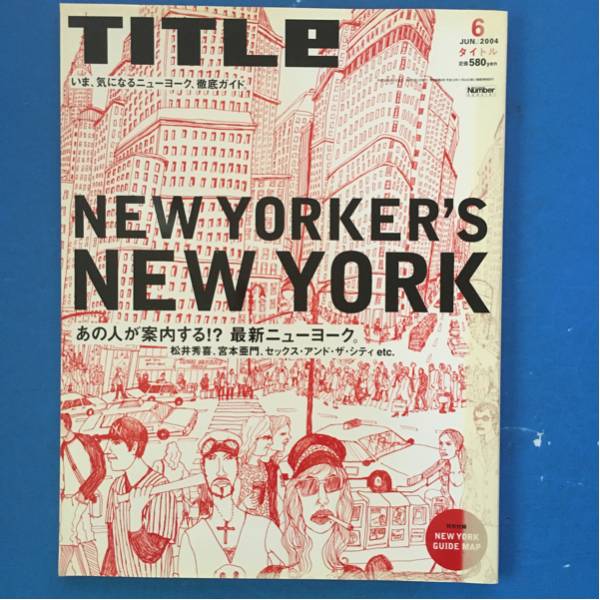 TITLe
6
JUN./2004
タイトル
定価580yen
いま、気になるニューヨーク、徹底ガイド。
Number
NEW YORKER'S
NEW YORK
あの人が案内する!? 最新ニューヨーク。
松井秀喜、宮本亜門、セックス・アンド・ザ・シティ etc.
特別付録
NEW YORK
GUIDE MAP